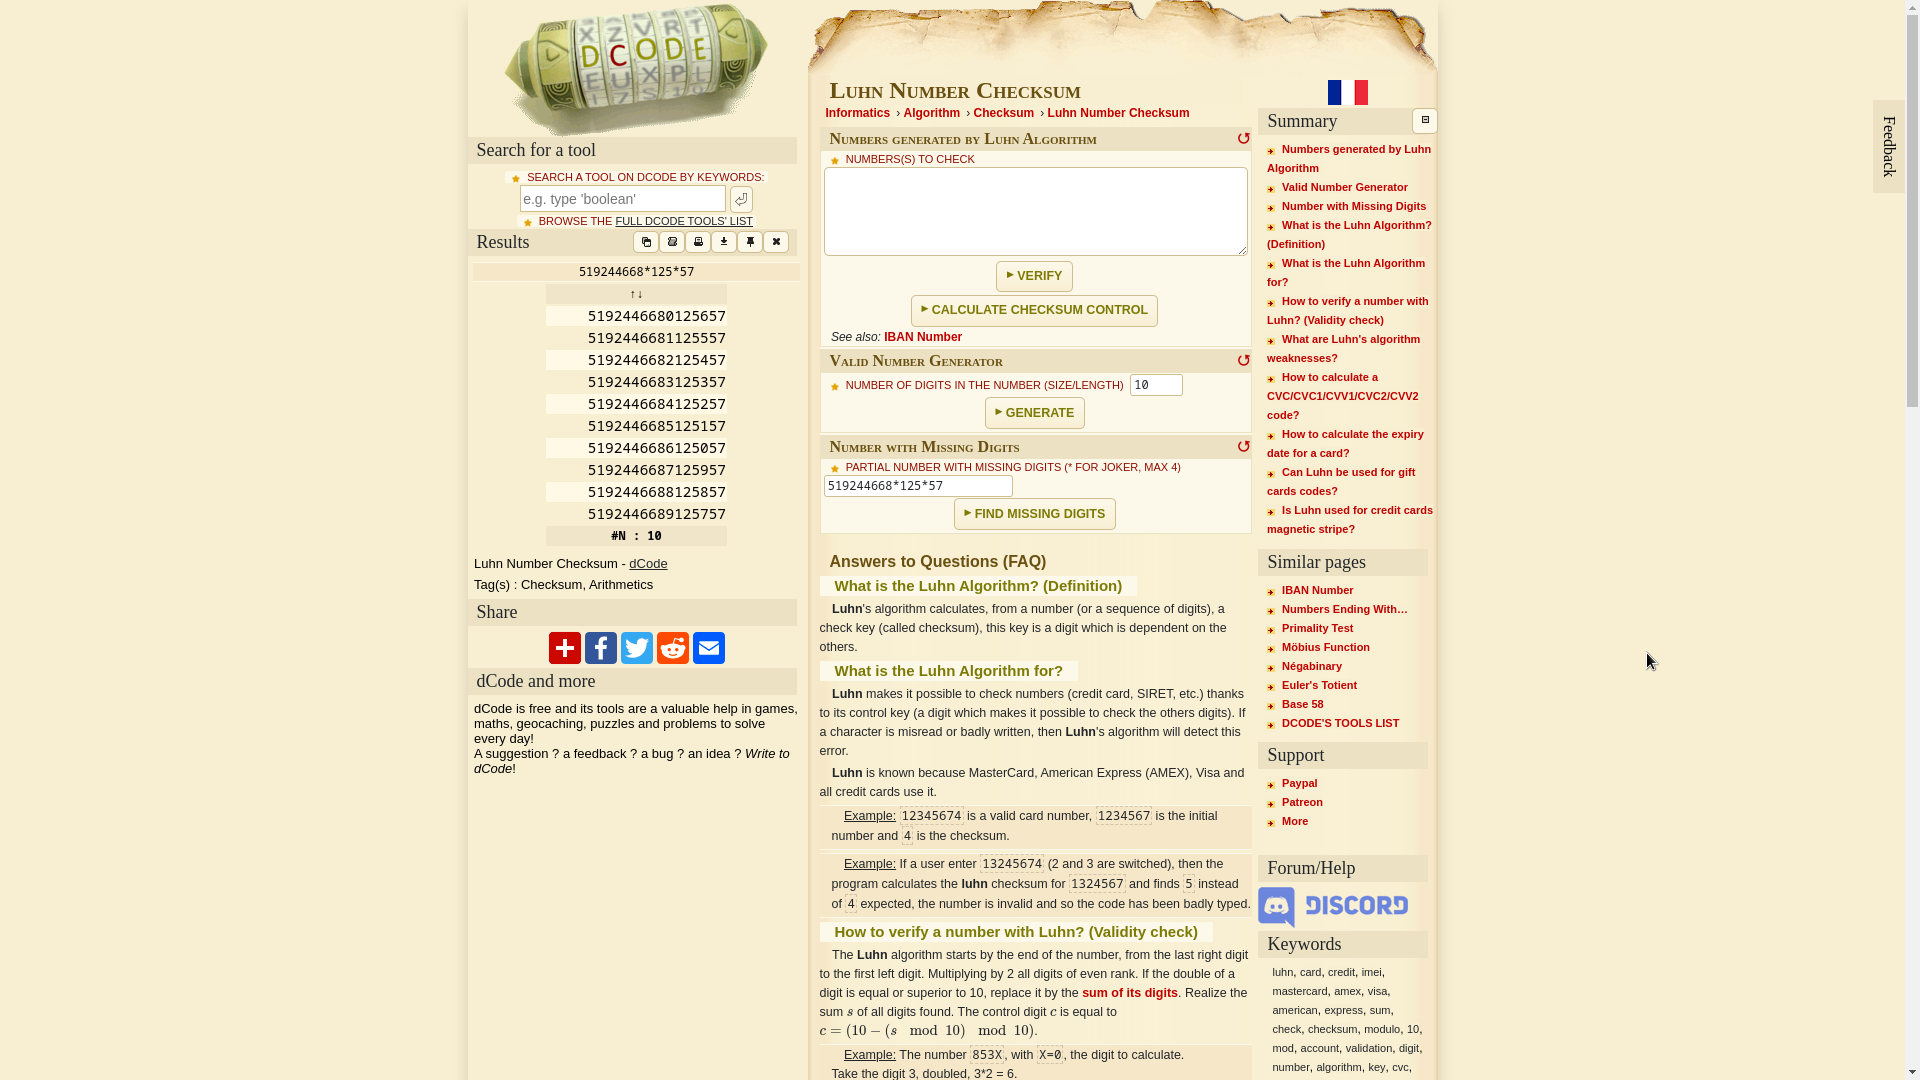 DCODE
Search for a tool
SEARCH A TOOL ON DCODE BY KEYWORDS:
e.g. type 'boolean'
BROWSE THE FULL DCODE TOOLS' LIST
Results
519244668*125*57
↑↓
5192446680125657
5192446681125557
5192446682125457
5192446683125357
5192446684125257
5192446685125157
5192446686125057
5192446687125957
5192446688125857
5192446689125757
#N : 10
Luhn Number Checksum - dCode
Tag(s) : Checksum, Arithmetics
Share
dCode and more
dCode is free and its tools are a valuable help in games,
maths, geocaching, puzzles and problems to solve
every day!
A suggestion ? a feedback ? a bug ? an idea ? Write to
dCode!
Luhn Number Checksum
Informatics › Algorithm › Checksum › Luhn Number Checksum
Numbers generated by Luhn Algorithm
NUMBERS(S) TO CHECK
VERIFY
CALCULATE CHECKSUM CONTROL
See also: IBAN Number
Valid Number Generator
NUMBER OF DIGITS IN THE NUMBER (SIZE/LENGTH) 10
GENERATE
Number with Missing Digits
PARTIAL NUMBER WITH MISSING DIGITS (* FOR JOKER, MAX 4)
519244668*125*57
FIND MISSING DIGITS
Answers to Questions (FAQ)
What is the Luhn Algorithm? (Definition)
Luhn's algorithm calculates, from a number (or a sequence of digits), a
check key (called checksum), this key is a digit which is dependent on the
others.
What is the Luhn Algorithm for?
Luhn makes it possible to check numbers (credit card, SIRET, etc.) thanks
to its control key (a digit which makes it possible to check the others digits). If
a character is misread or badly written, then Luhn's algorithm will detect this
error.
Luhn is known because MasterCard, American Express (AMEX), Visa and
all credit cards use it.
Example: 12345674 is a valid card number, 1234567 is the initial
number and 4 is the checksum.
Example: If a user enter 13245674 (2 and 3 are switched), then the
program calculates the luhn checksum for 1324567 and finds 5 instead
of 4 expected, the number is invalid and so the code has been badly typed.
How to verify a number with Luhn? (Validity check)
The Luhn algorithm starts by the end of the number, from the last right digit
to the first left digit. Multiplying by 2 all digits of even rank. If the double of a
digit is equal or superior to 10, replace it by the sum of its digits. Realize the
sum s of all digits found. The control digit c is equal to
c = (10 − (s mod 10) mod 10).
Example: The number 853X, with X=0, the digit to calculate.
Take the digit 3, doubled, 3*2 = 6.
Summary
Numbers generated by Luhn
Algorithm
Valid Number Generator
Number with Missing Digits
What is the Luhn Algorithm?
(Definition)
What is the Luhn Algorithm
for?
How to verify a number with
Luhn? (Validity check)
What are Luhn's algorithm
weaknesses?
How to calculate a
CVC/CVC1/CVV1/CVC2/CVV2
code?
How to calculate the expiry
date for a card?
Can Luhn be used for gift
cards codes?
Is Luhn used for credit cards
magnetic stripe?
Similar pages
IBAN Number
Numbers Ending With…
Primality Test
Möbius Function
Négabinary
Euler's Totient
Base 58
DCODE'S TOOLS LIST
Support
Paypal
Patreon
More
Forum/Help
DISCORD
Keywords
luhn, card, credit, imei,
mastercard, amex, visa,
american, express, sum,
check, checksum, modulo, 10,
mod, account, validation, digit,
number, algorithm, key, cvc,
Feedback